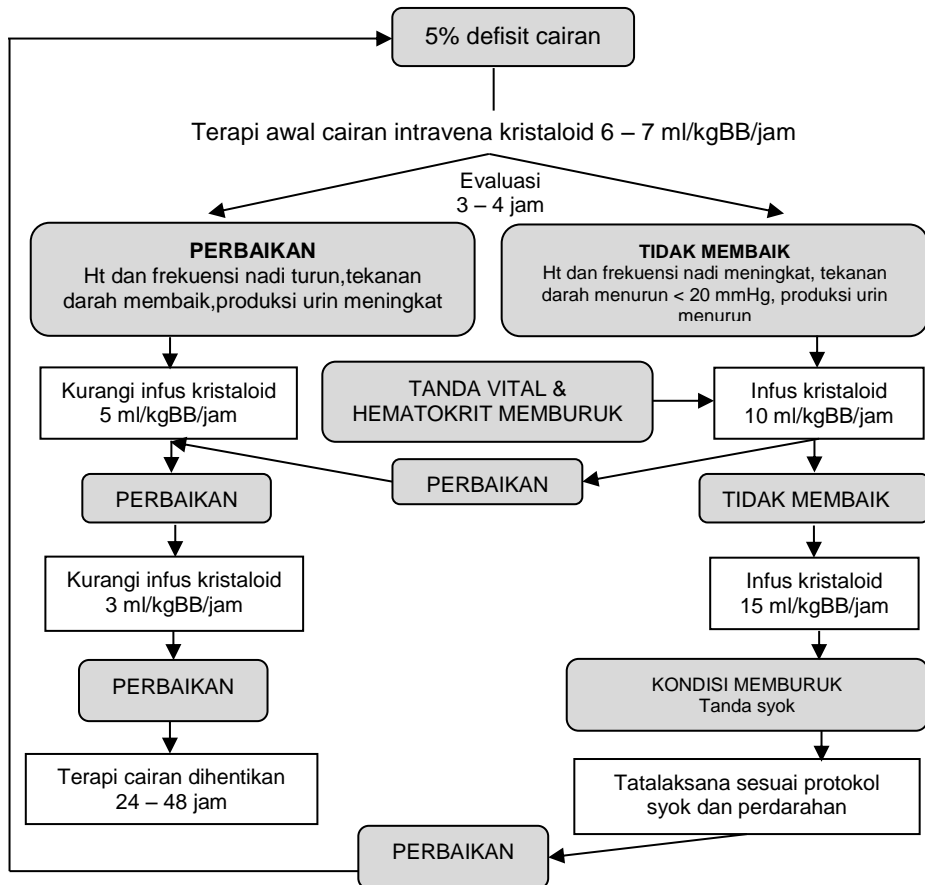 5% defisit cairan
Terapi awal cairan intravena kristaloid 6 – 7 ml/kgBB/jam
Evaluasi
3 – 4 jam
PERBAIKAN
Ht dan frekuensi nadi turun,tekanan
darah membaik,produksi urin meningkat
TIDAK MEMBAIK
Ht dan frekuensi nadi meningkat, tekanan
darah menurun < 20 mmHg, produksi urin
menurun
Kurangi infus kristaloid
5 ml/kgBB/jam
TANDA VITAL &
HEMATOKRIT MEMBURUK
Infus kristaloid
10 ml/kgBB/jam
PERBAIKAN
PERBAIKAN
TIDAK MEMBAIK
Kurangi infus kristaloid
3 ml/kgBB/jam
Infus kristaloid
15 ml/kgBB/jam
PERBAIKAN
KONDISI MEMBURUK
Tanda syok
Terapi cairan dihentikan
24 – 48 jam
Tatalaksana sesuai protokol
syok dan perdarahan
PERBAIKAN